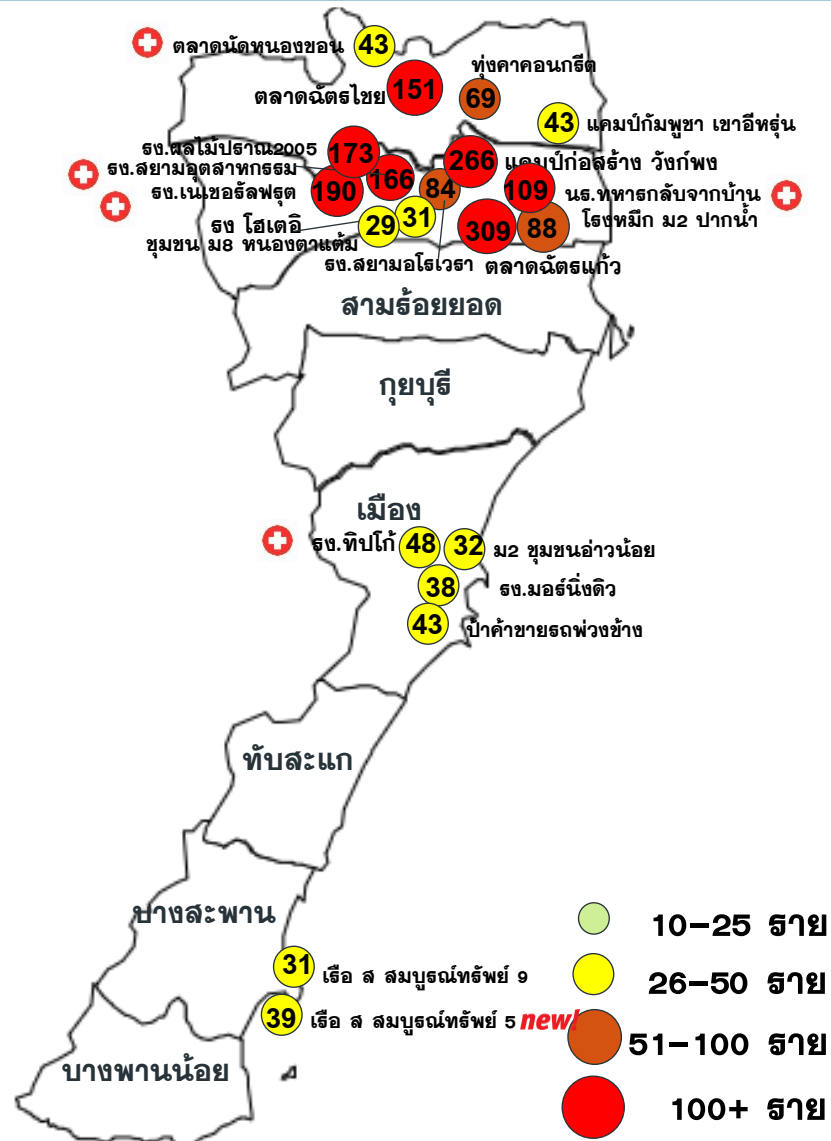 ตลาดนัดหนองขอน 43
ทุ่งคาคอนกรีต
69
ตลาดฉัตรไชย 151
43 แคมป์กัมพูชา เขาอีหรุ่น
รง.ผลไม้ปราณ2005 173
รง.สยามอุตสาหกรรม 166
266 แคมป์ก่อสร้าง วังก์พง
รง.เนเชอรัลฟรุต 190
84
109 นร.ทหารกลับจากบ้าน
รง โฮเตอิ 31
309
88 โรงหมึก ม2 ปากน้ำ
ชุมชน ม8 หนองตาแต้ม 29
รง.สยามอโรเวรา
ตลาดฉัตรแก้ว
สามร้อยยอด
กุยบุรี
เมือง
รง.ทิปโก้ 48
32 ม2 ชุมชนอ่าวน้อย
38 รง.มอร์นิ่งดิว
43 ป้าค้าขายรถพ่วงข้าง
ทับสะแก
บางสะพาน
31 เรือ ส สมบูรณ์ทรัพย์ 9
39 เรือ ส สมบูรณ์ทรัพย์ 5 new!
บางพานน้อย
10-25 ราย
26-50 ราย
51-100 ราย
100+ ราย